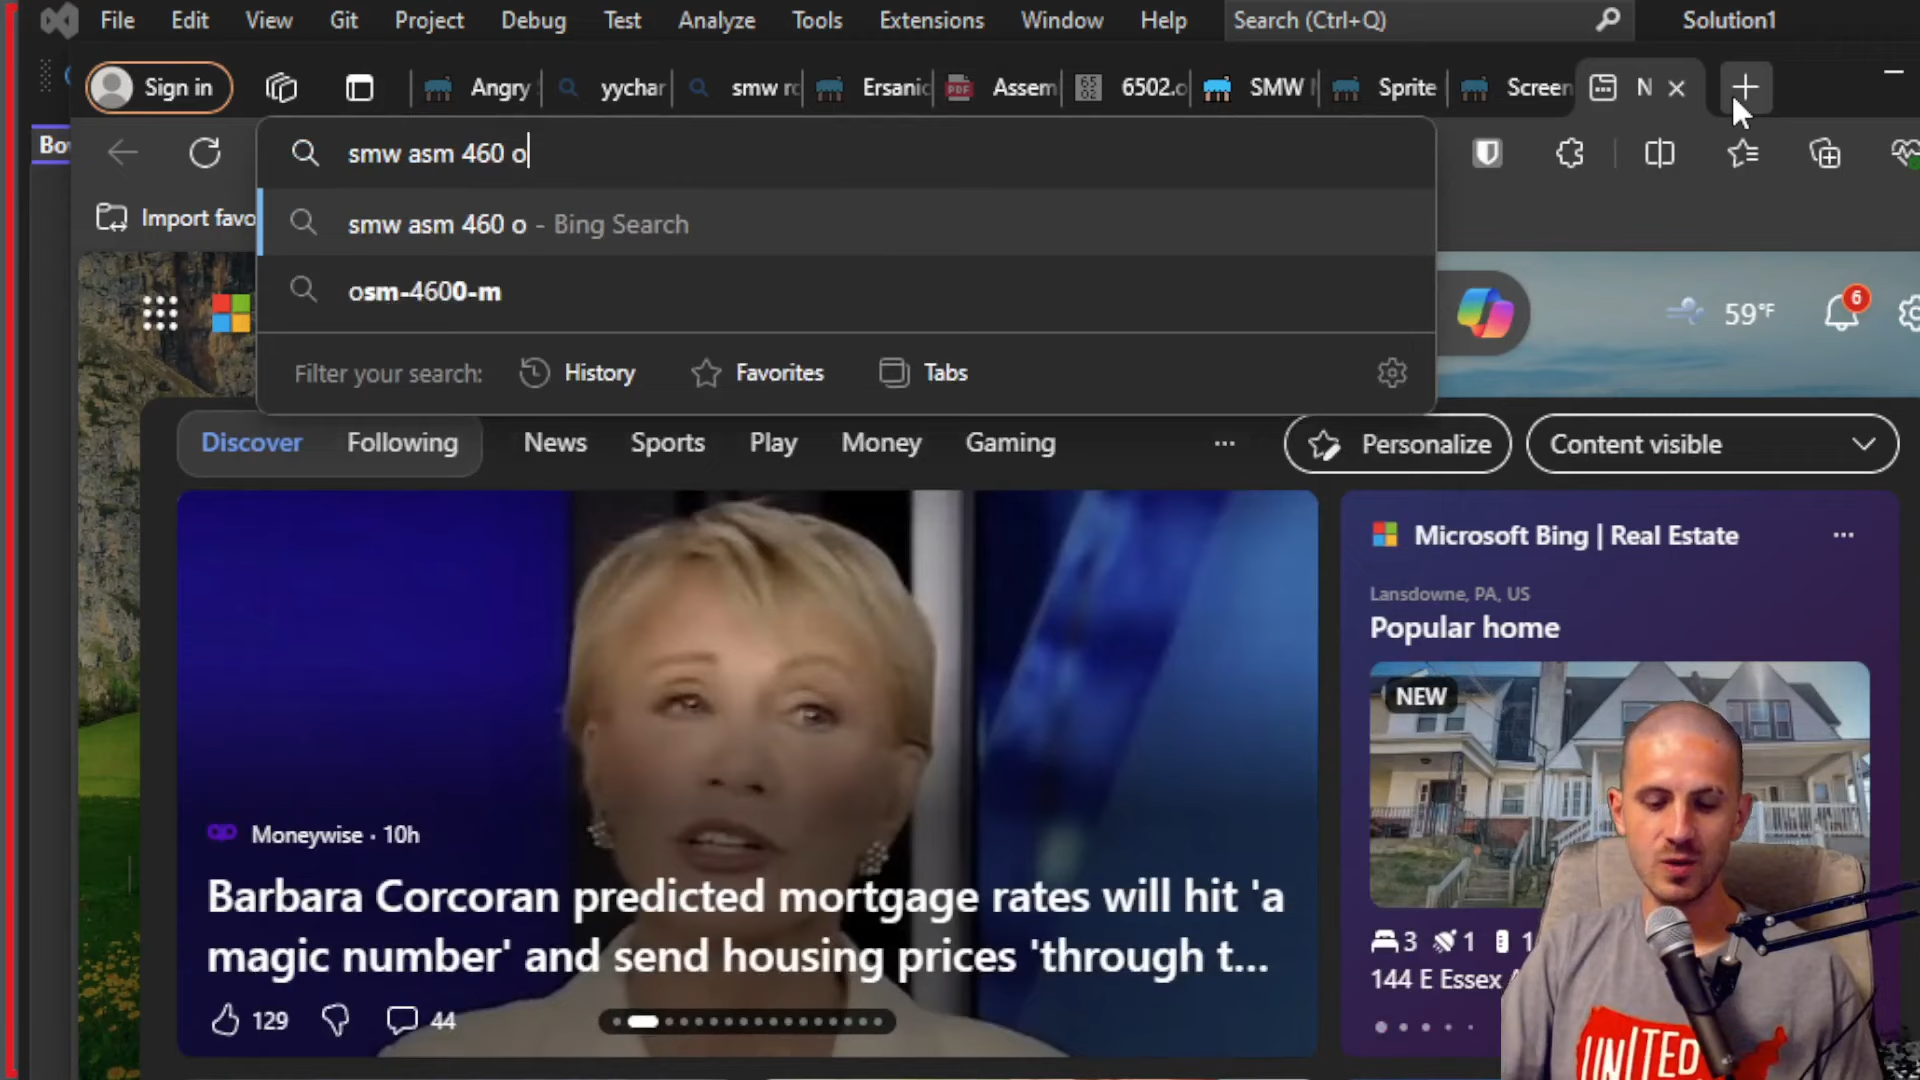 File Edit View Git Project Debug Test Analyze Tools Extensions Window Help Search (Ctrl+Q) Solution1
Sign in Angry yychar smw ro Ersanic Assem 6502.o SMW Sprite Screen N
smw asm 460 o
smw asm 460 o - Bing Search
Import favo
osm-4600-m
59°F 6
Filter your search: History Favorites Tabs
Discover Following News Sports Play Money Gaming ... Personalize Content visible
Microsoft Bing | Real Estate ...
Lansdowne, PA, US
Popular home
NEW
Moneywise · 10h
Barbara Corcoran predicted mortgage rates will hit 'a
magic number' and send housing prices 'through t...
3 1 1
144 E Essex
129 44
UNITED